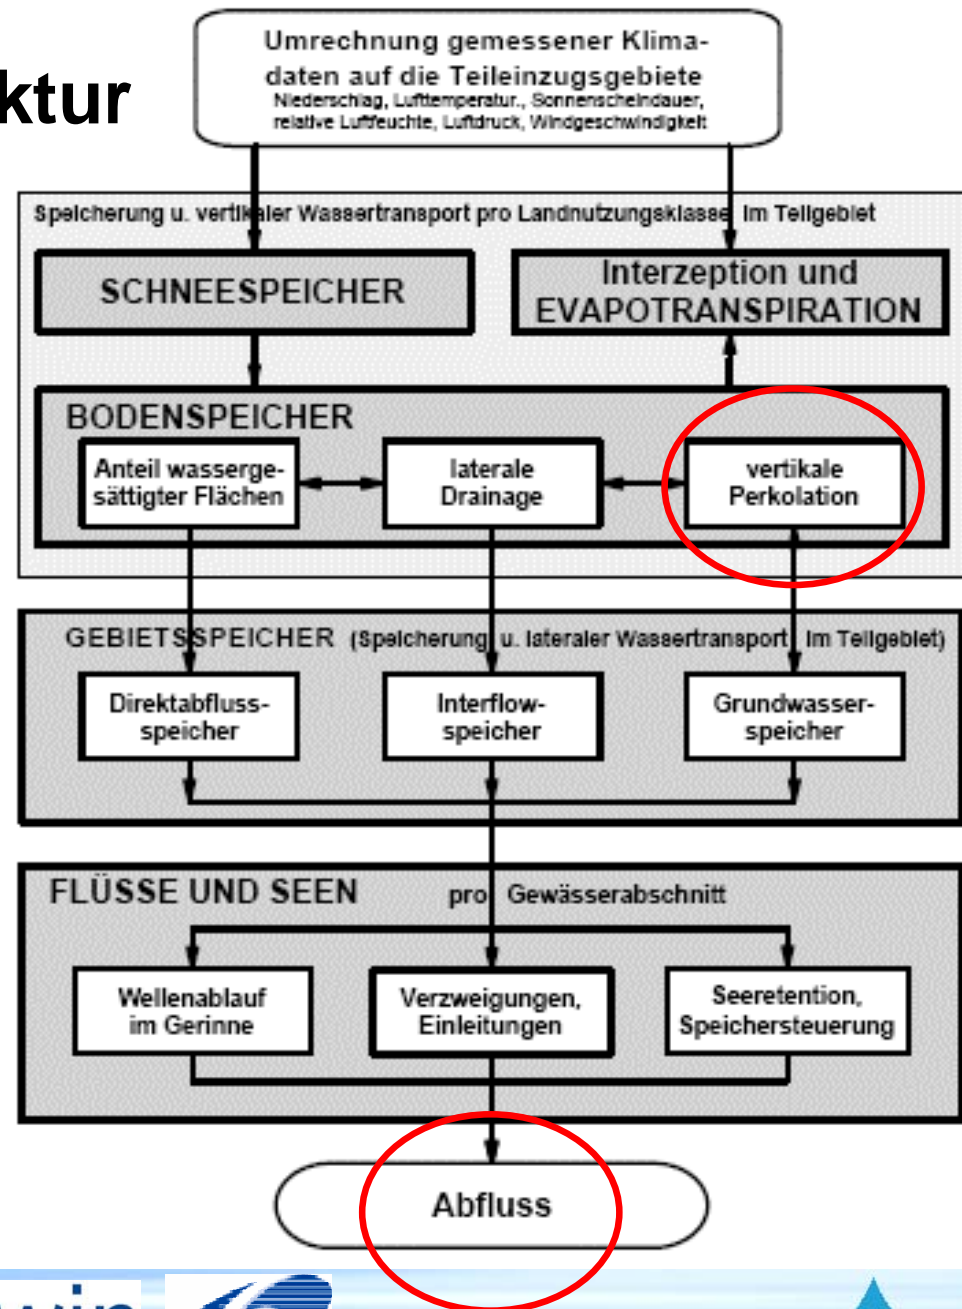 ktur
Umrechnung gemessener Klima-
daten auf die Teileinzugsgebiete
Niederschlag, Lufttemperatur., Sonnenscheindauer,
relative Luftfeuchte, Luftdruck, Windgeschwindigkeit
Speicherung u. vertikaler Wassertransport pro Landnutzungsklasse im Teilgebiet
SCHNEESPEICHER
Interzeption und
EVAPOTRANSPIRATION
BODENSPEICHER
Anteil wasserge-
sättigter Flächen
laterale
Drainage
vertikale
Perkolation
GEBIETSSPEICHER (Speicherung u. lateraler Wassertransport im Teilgebiet)
Direktabfluss-
speicher
Interflow-
speicher
Grundwasser-
speicher
FLÜSSE UND SEEN pro Gewässerabschnitt
Wellenablauf
im Gerinne
Verzweigungen,
Einleitungen
Seeretention,
Speichersteuerung
Abfluss